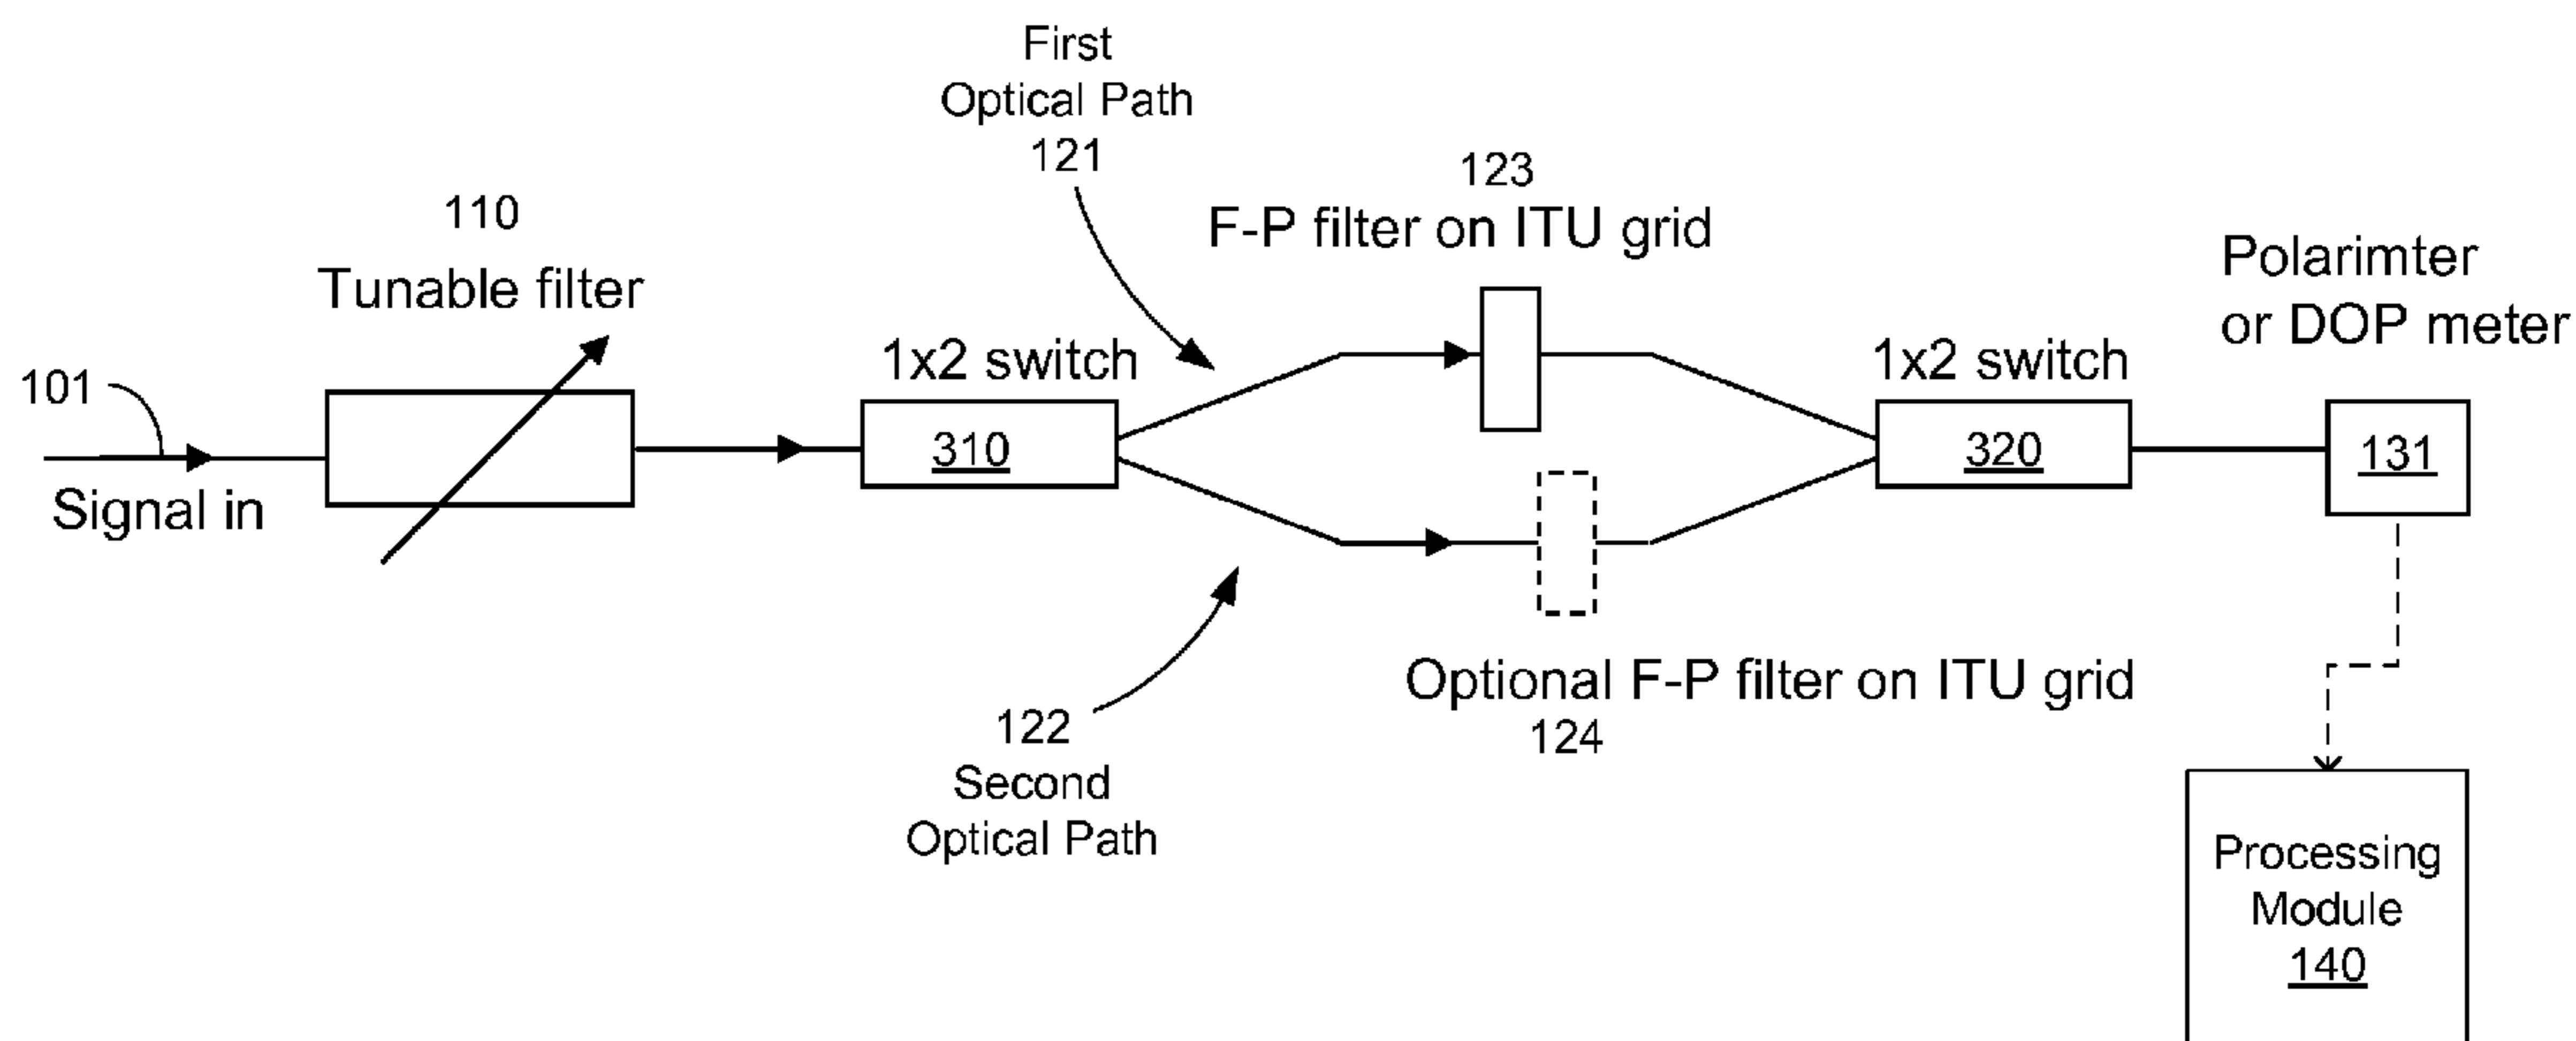 First
Optical Path
121
123
F-P filter on ITU grid
110
Tunable filter
Polarimter
or DOP meter
1x2 switch
1x2 switch
101
310
320
131
Signal in
Optional F-P filter on ITU grid
124
122
Second
Optical Path
Processing
Module
140